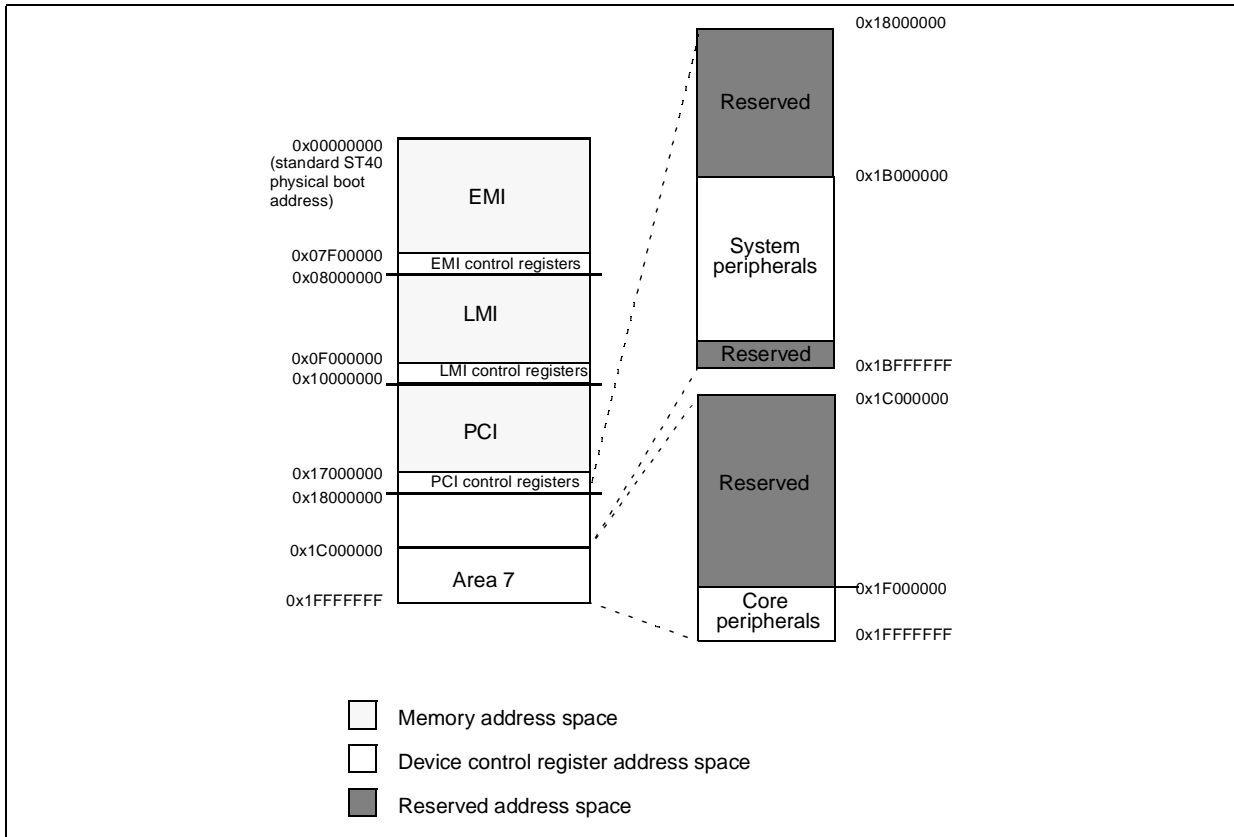 0x00000000
(standard ST40
physical boot
address)
EMI
0x07F00000
EMI control registers
0x08000000
LMI
0x0F000000
LMI control registers
0x10000000
PCI
0x17000000
PCI control registers
0x18000000
0x1C000000
Area 7
0x1FFFFFFF
0x18000000
Reserved
0x1B000000
System
peripherals
Reserved
0x1BFFFFFF
0x1C000000
Reserved
0x1F000000
Core
peripherals
0x1FFFFFFF
Memory address space
Device control register address space
Reserved address space